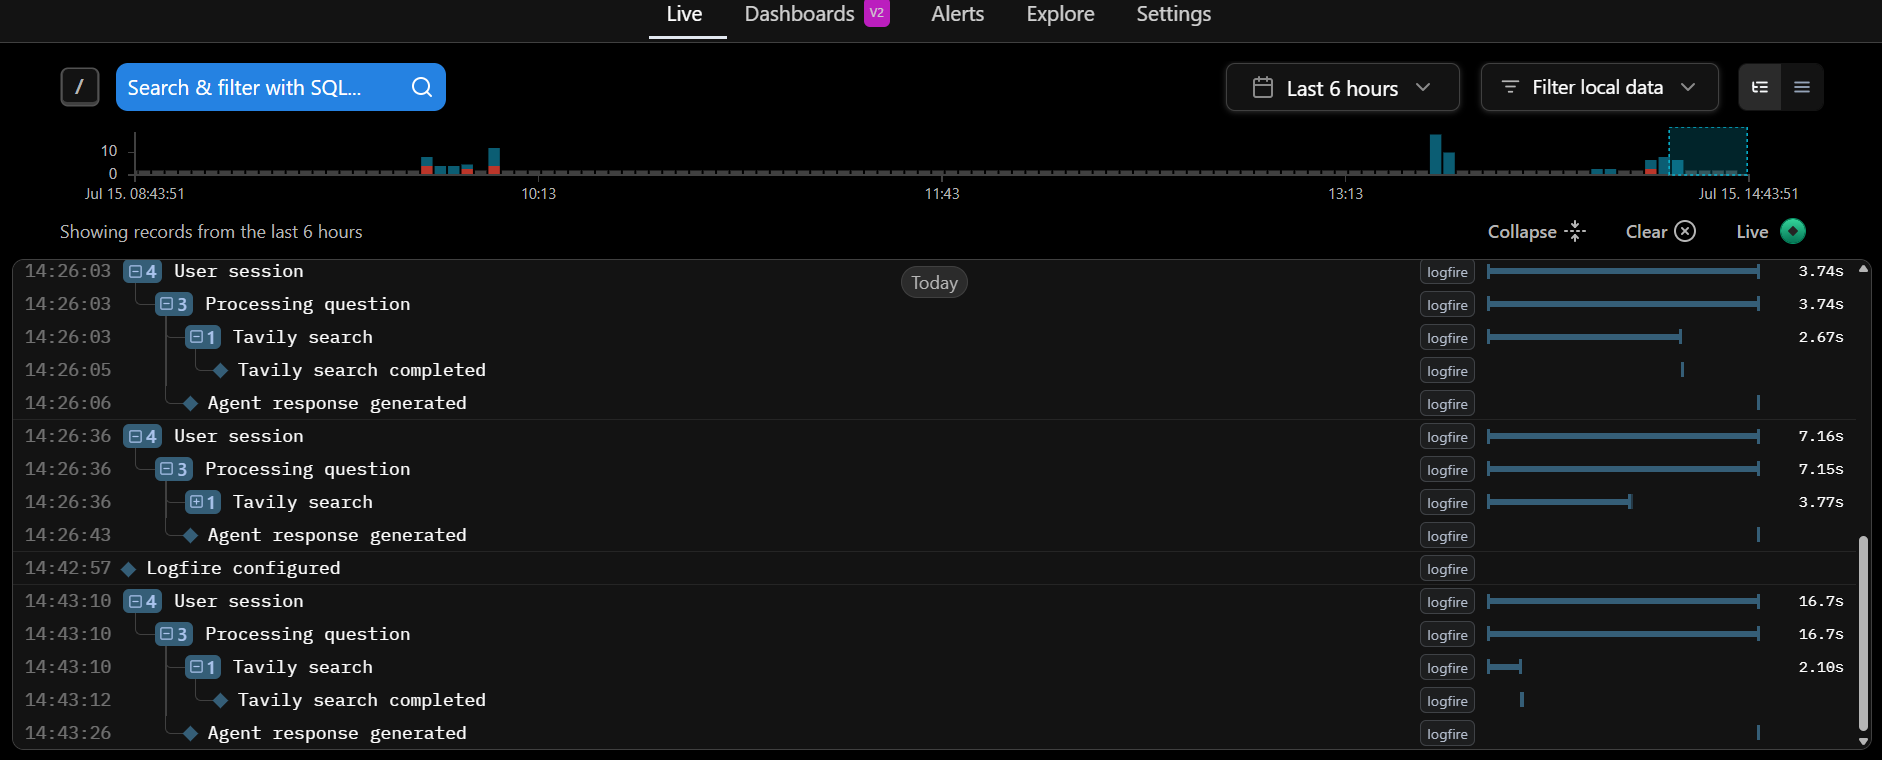 Live Dashboards V2 Alerts Explore Settings
/ Search & filter with SQL... Last 6 hours Filter local data
10
0
Jul 15, 08:43:51 10:13 11:43 13:13 Jul 15, 14:43:51
Showing records from the last 6 hours Collapse Clear Live
Today
14:26:03 4 User session logfire 3.74s
14:26:03 3 Processing question logfire 3.74s
14:26:03 1 Tavily search logfire 2.67s
14:26:05 Tavily search completed logfire
14:26:06 Agent response generated logfire
14:26:36 4 User session logfire 7.16s
14:26:36 3 Processing question logfire 7.15s
14:26:36 1 Tavily search logfire 3.77s
14:26:43 Agent response generated logfire
14:42:57 Logfire configured logfire
14:43:10 4 User session logfire 16.7s
14:43:10 3 Processing question logfire 16.7s
14:43:10 1 Tavily search logfire 2.10s
14:43:12 Tavily search completed logfire
14:43:26 Agent response generated logfire